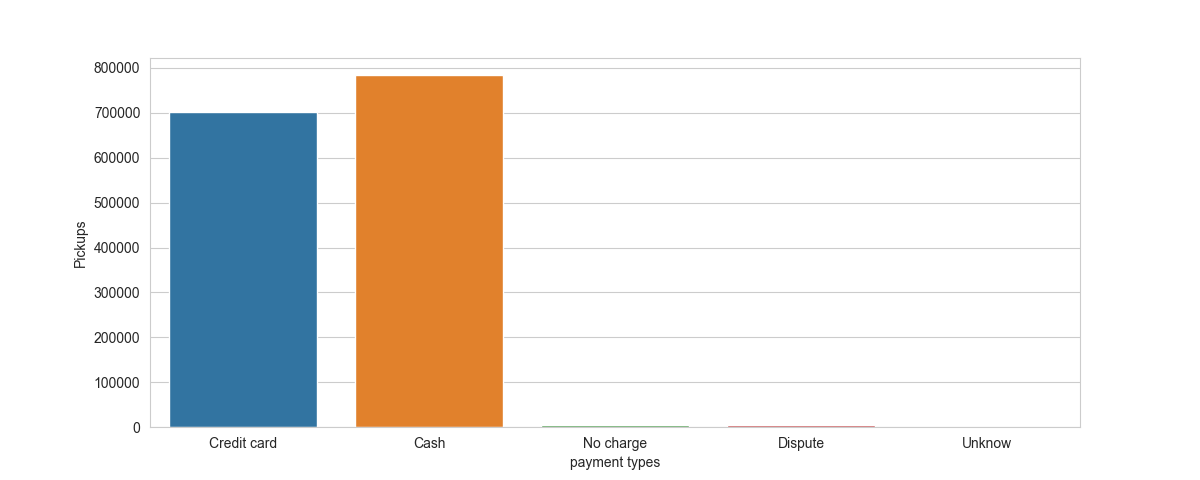 800000
700000
600000
500000
400000
300000
200000
100000
0
Pickups
Credit card
Cash
No charge
Dispute
Unknow
payment types